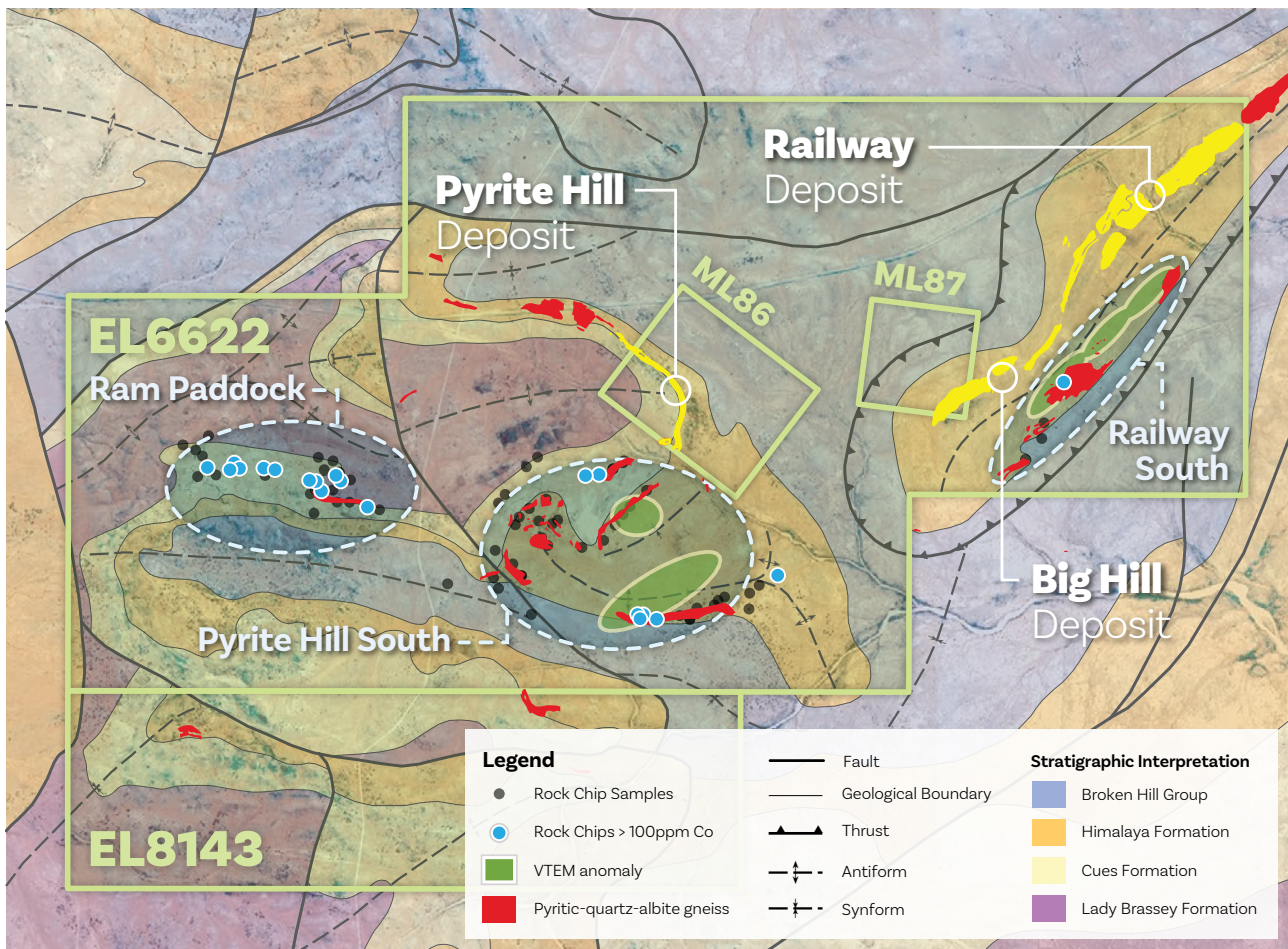 Railway
Deposit
Pyrite Hill
Deposit
ML86
ML87
EL6622
Ram Paddock
Railway
South
Big Hill
Deposit
Pyrite Hill South
EL8143
Legend
Rock Chip Samples
Rock Chips > 100ppm Co
VTEM anomaly
Pyritic-quartz-albite gneiss
Fault
Geological Boundary
Thrust
Antiform
Synform
Stratigraphic Interpretation
Broken Hill Group
Himalaya Formation
Cues Formation
Lady Brassey Formation